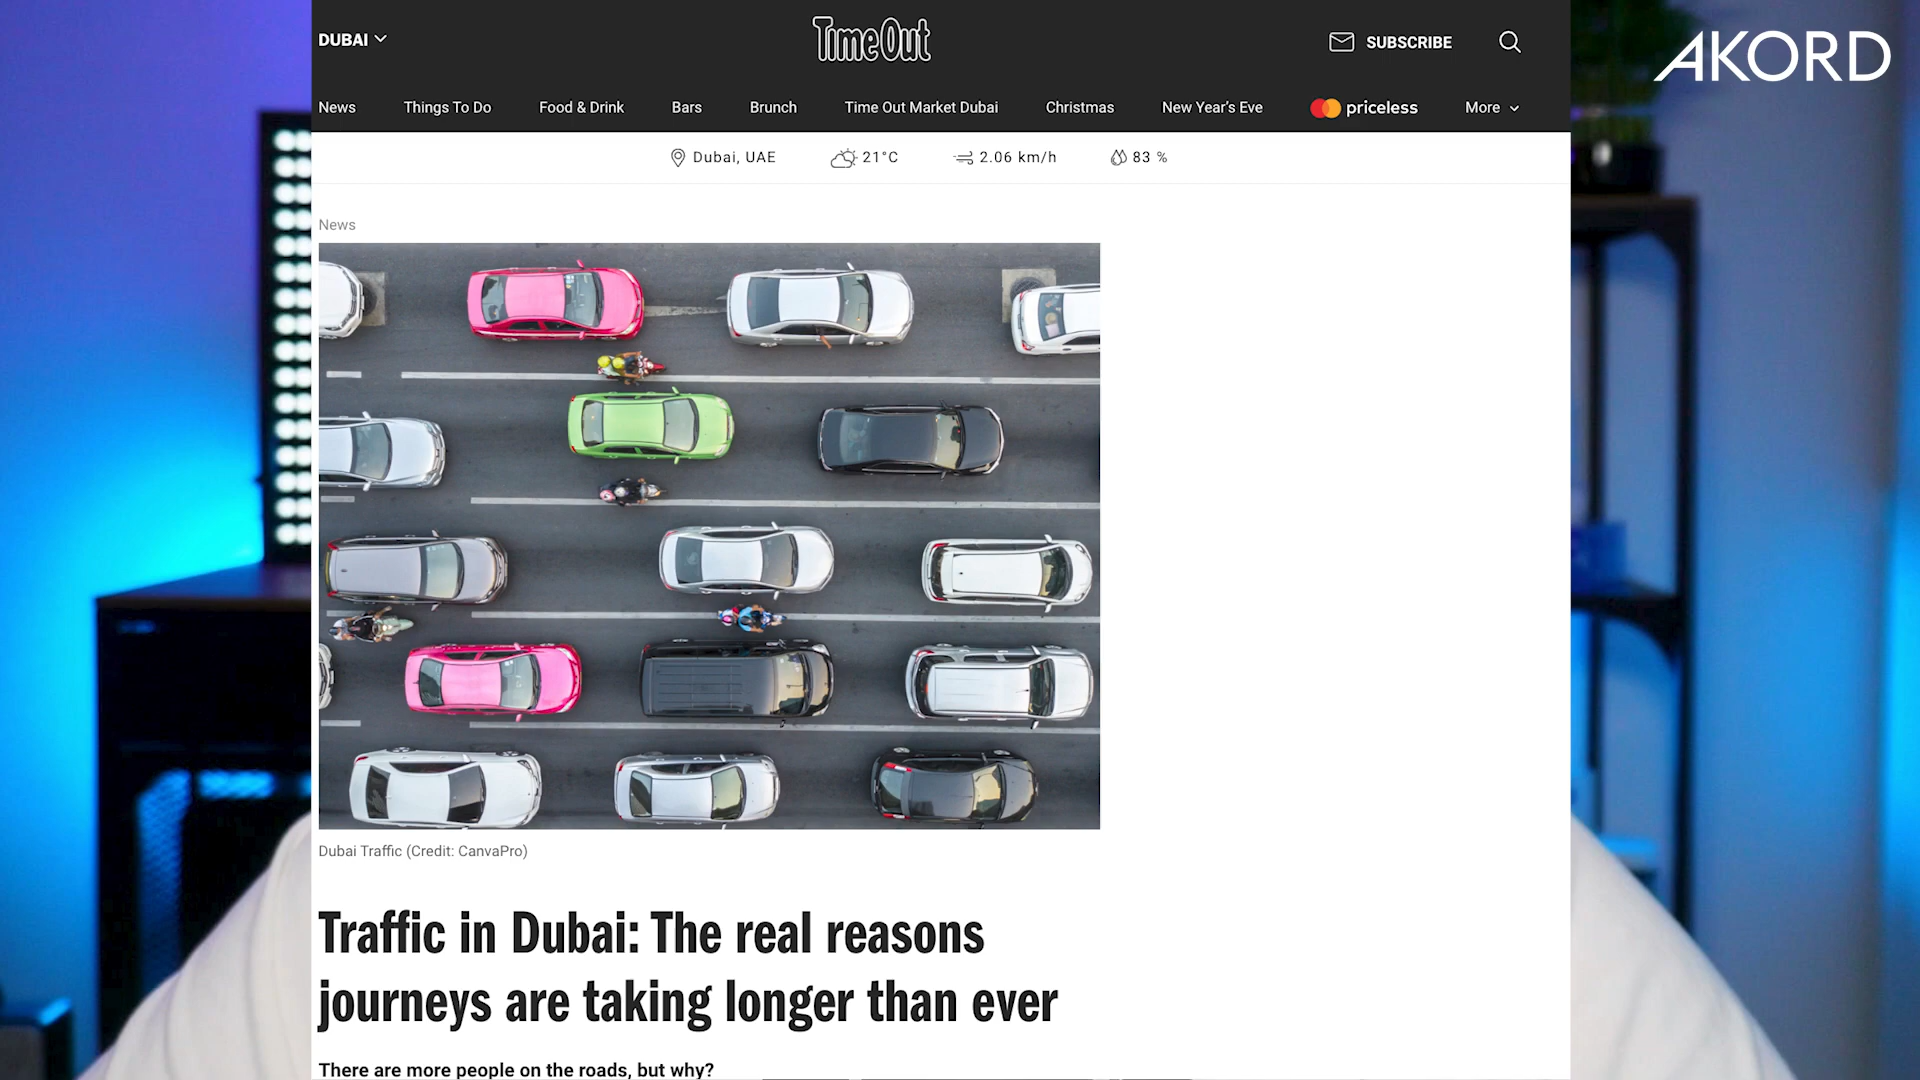 DUBAI
TimeOut
SUBSCRIBE
AKORD
News
Things To Do
Food & Drink
Bars
Brunch
Time Out Market Dubai
Christmas
New Year's Eve
priceless
More
Dubai, UAE
21°C
2.06 km/h
83 %
News
Dubai Traffic (Credit: CanvaPro)
Traffic in Dubai: The real reasons
journeys are taking longer than ever
There are more people on the roads, but why?